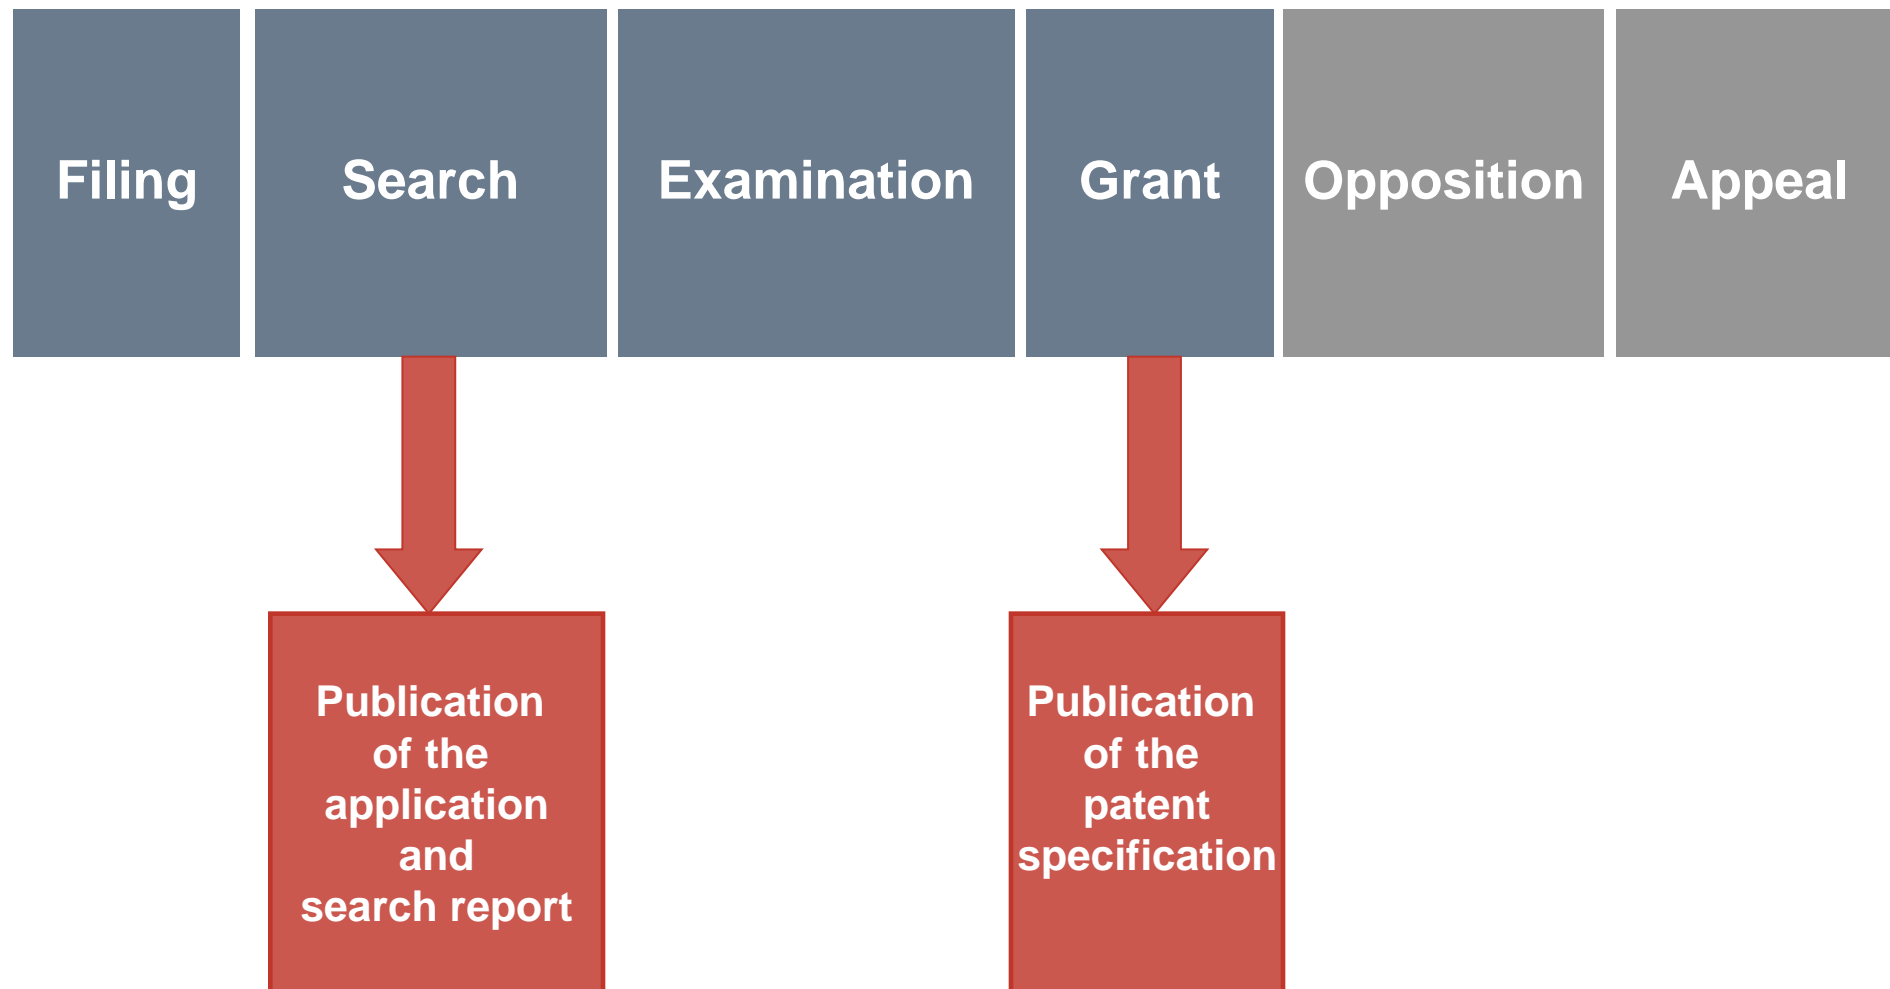 Filing
Search
Examination
Grant
Opposition
Appeal
Publication
of the
application
and
search report
Publication
of the
patent
specification